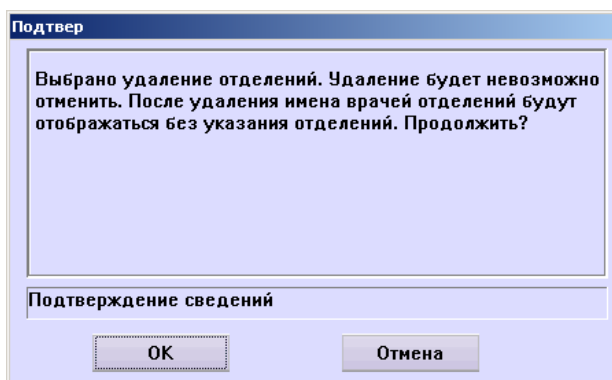 Подтвер
Выбрано удаление отделений. Удаление будет невозможно
отменить. После удаления имена врачей отделений будут
отображаться без указания отделений. Продолжить?
Подтверждение сведений
OK
Отмена